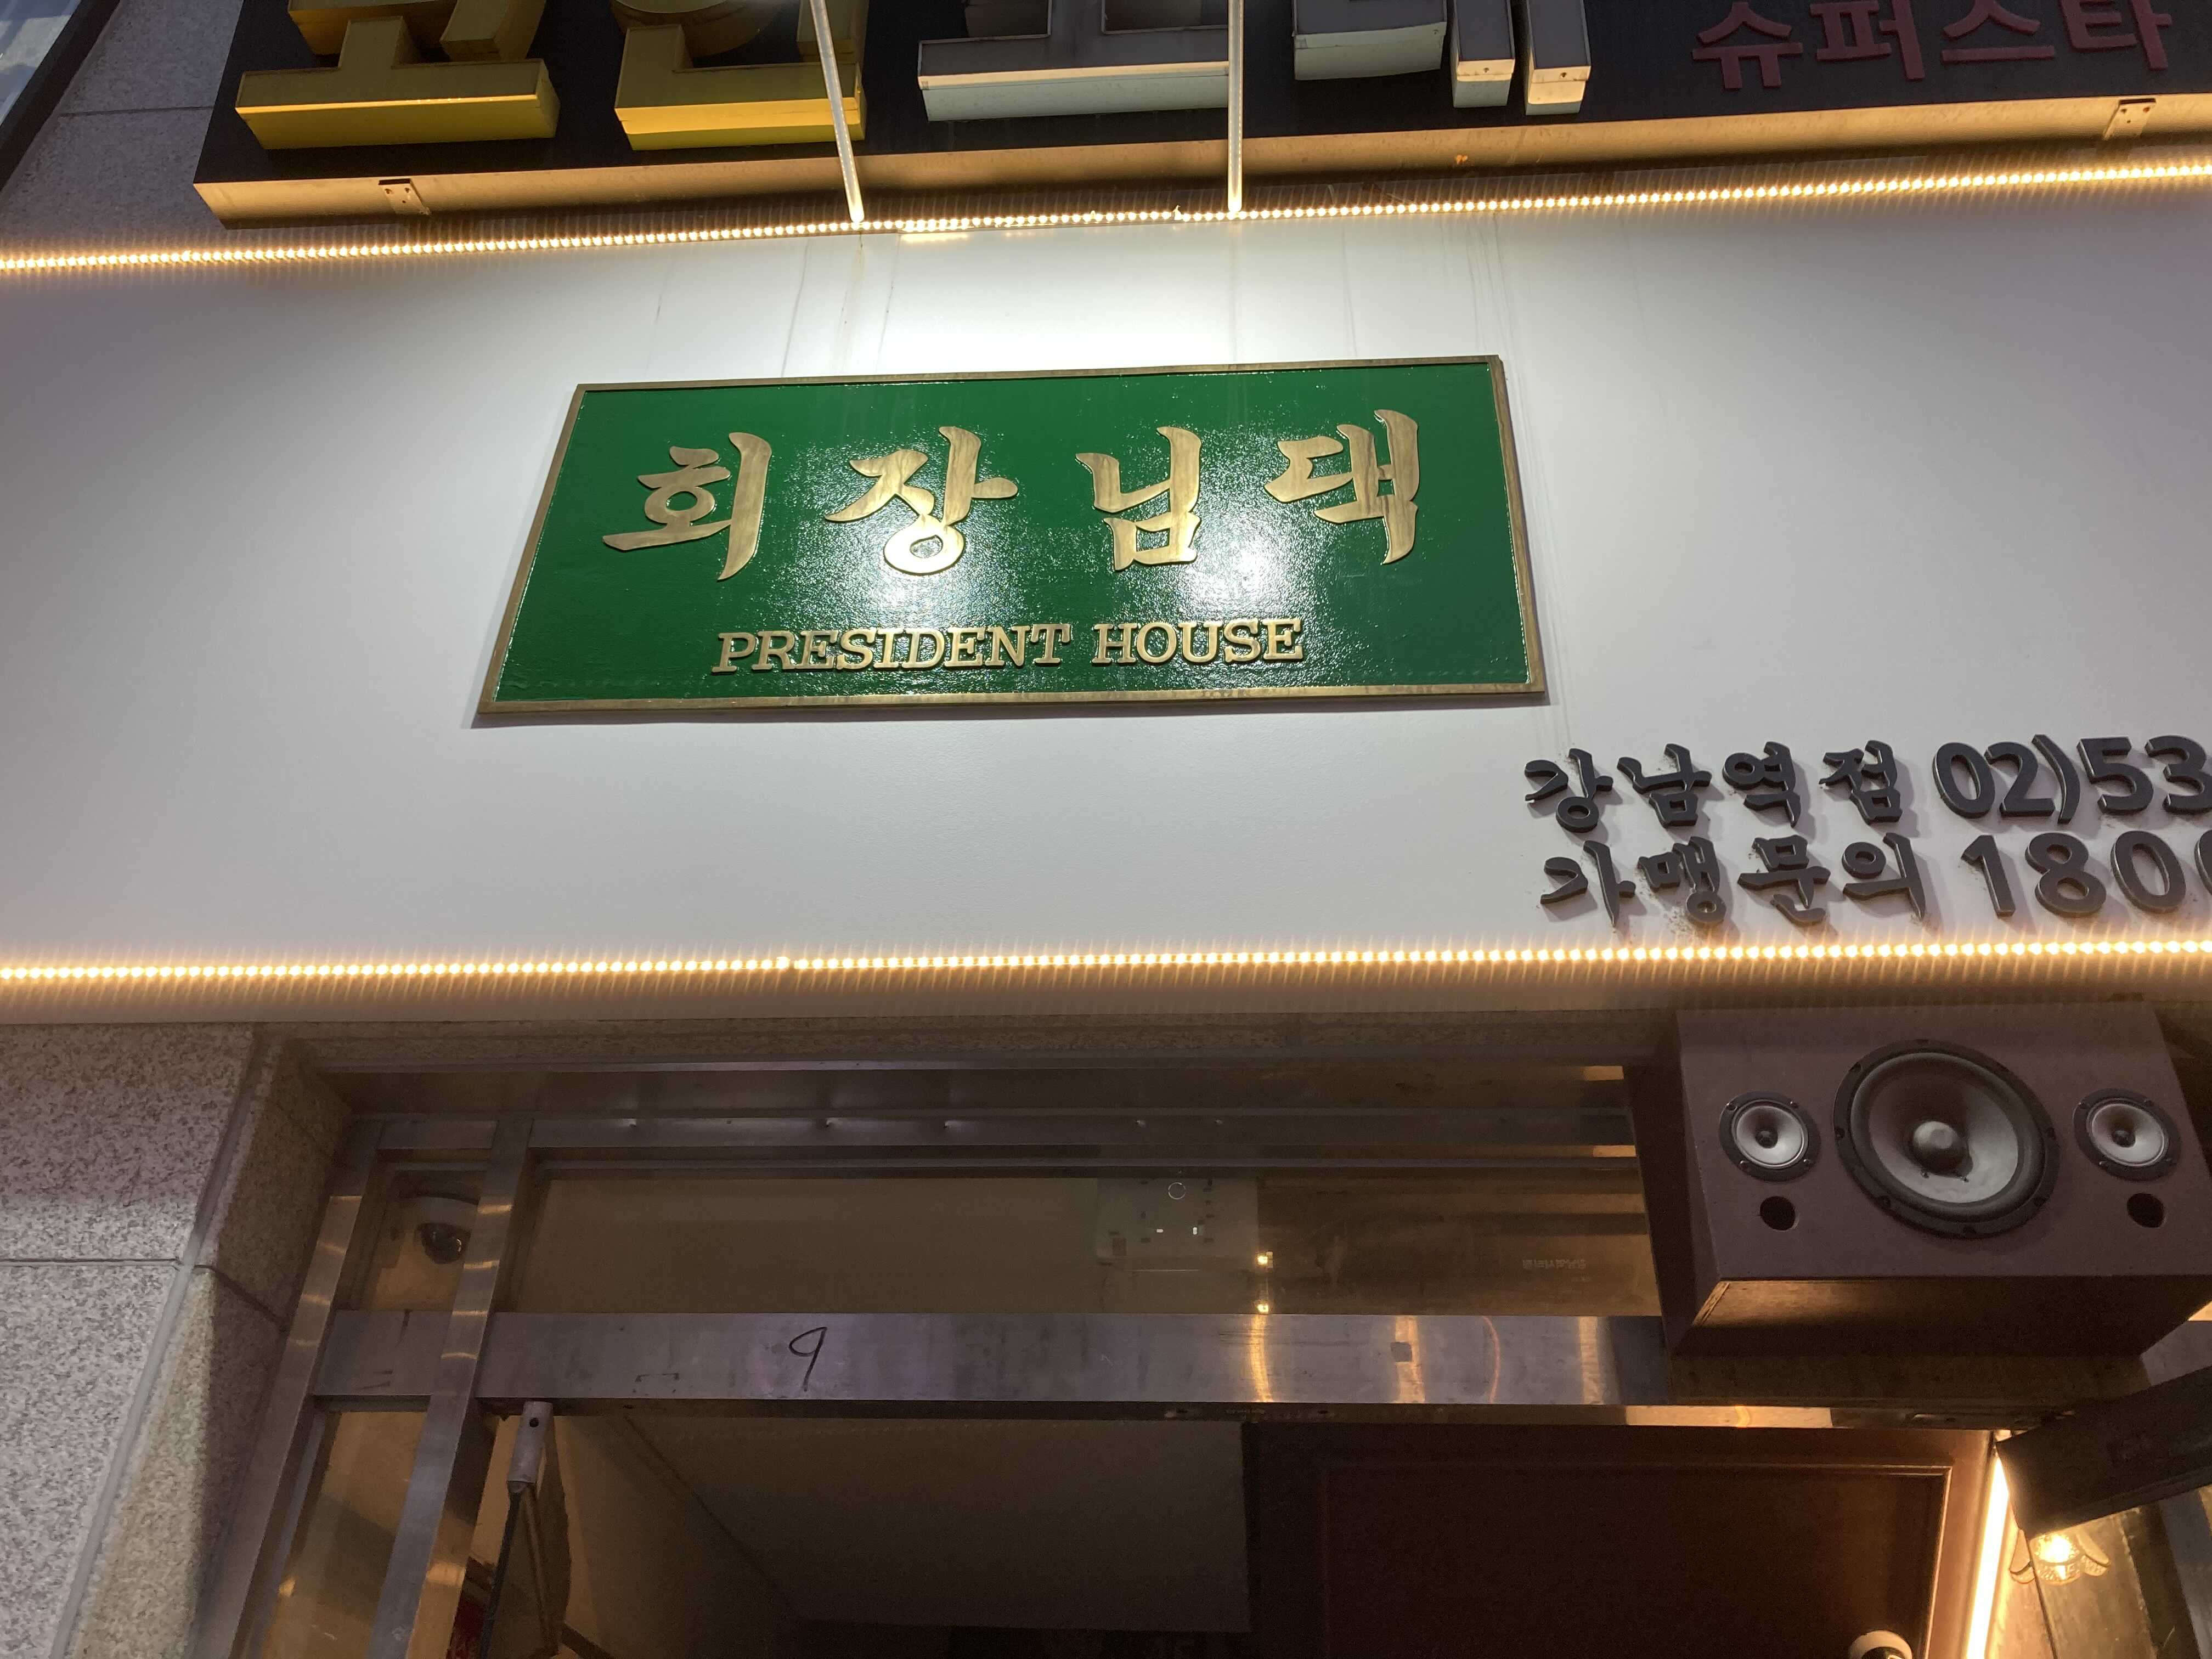 슈퍼스타
회장님댁
PRESIDENT HOUSE
강남역점 02)53
가맹문의 180
9